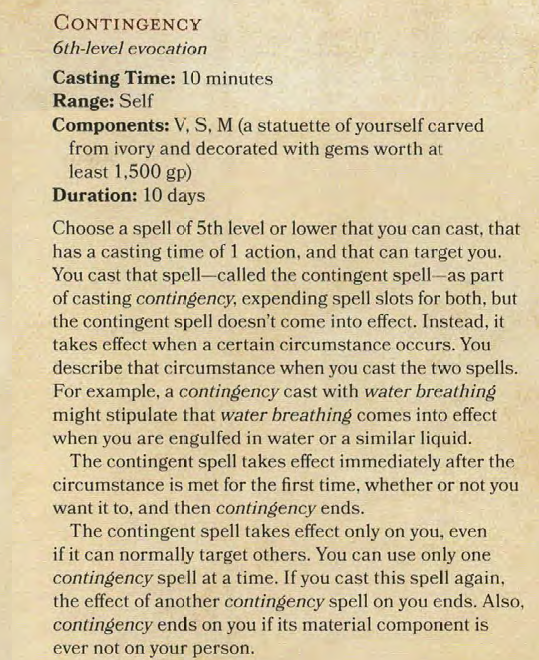 CONTINGENCY
6th-level evocation
Casting Time: 10 minutes
Range: Self
Components: V, S, M (a statuette of yourself carved
from ivory and decorated with gems worth at
least 1,500 gp)
Duration: 10 days
Choose a spell of 5th level or lower that you can cast, that
has a casting time of 1 action, and that can target you.
You cast that spell—called the contingent spell—as part
of casting contingency, expending spell slots for both, but
the contingent spell doesn't come into effect. Instead, it
takes effect when a certain circumstance occurs. You
describe that circumstance when you cast the two spells.
For example, a contingency cast with water breathing
might stipulate that water breathing comes into effect
when you are engulfed in water or a similar liquid.
The contingent spell takes effect immediately after the
circumstance is met for the first time, whether or not you
want it to, and then contingency ends.
The contingent spell takes effect only on you, even
if it can normally target others. You can use only one
contingency spell at a time. If you cast this spell again,
the effect of another contingency spell on you ends. Also,
contingency ends on you if its material component is
ever not on your person.